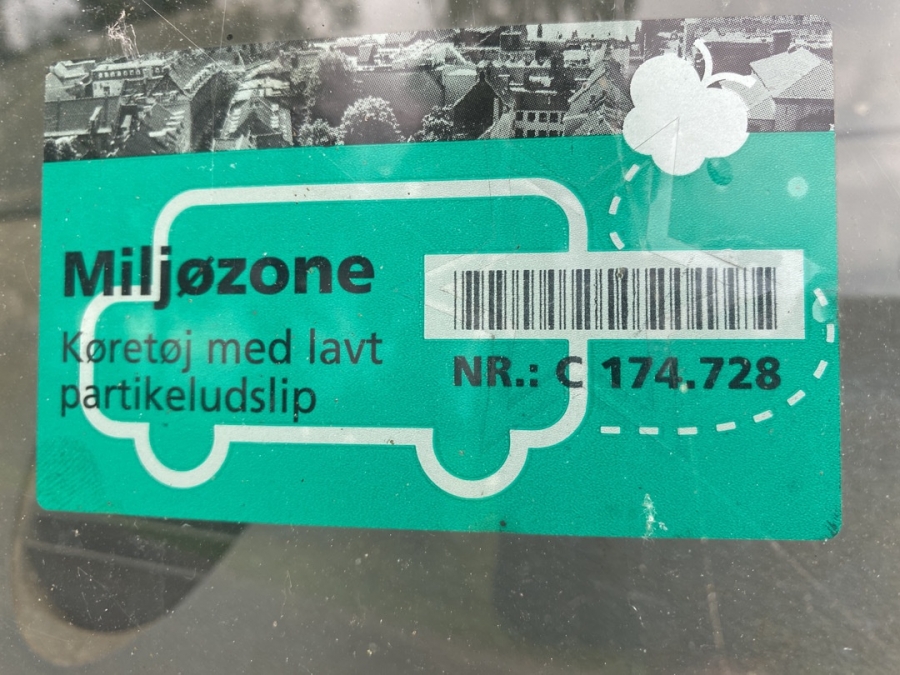 Miljøzone
Køretøj med lavt
partikeludslip
NR.: C 174.728